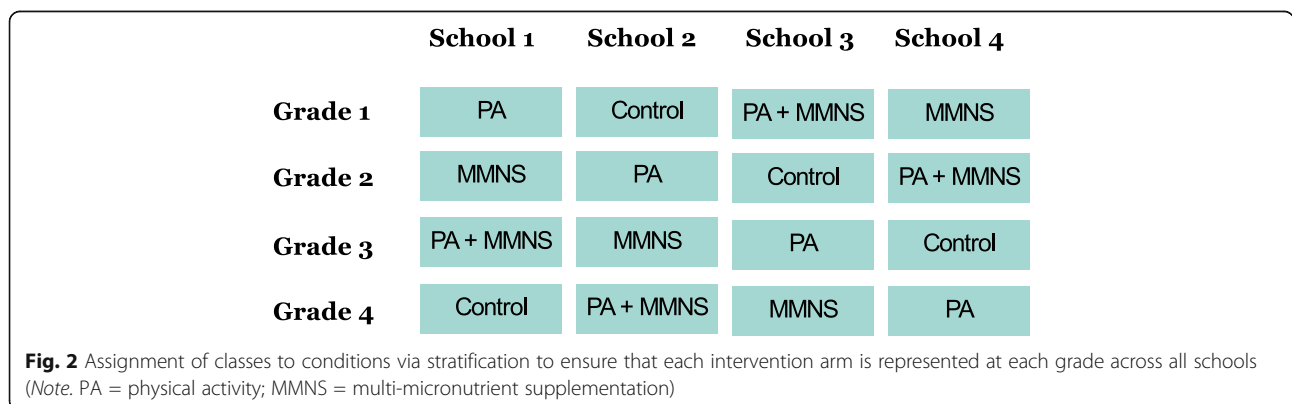 School 1 School 2 School 3 School 4
Grade 1 PA Control PA + MMNS MMNS
Grade 2 MMNS PA Control PA + MMNS
Grade 3 PA + MMNS MMNS PA Control
Grade 4 Control PA + MMNS MMNS PA
Fig. 2 Assignment of classes to conditions via stratification to ensure that each intervention arm is represented at each grade across all schools
(Note. PA = physical activity; MMNS = multi-micronutrient supplementation)